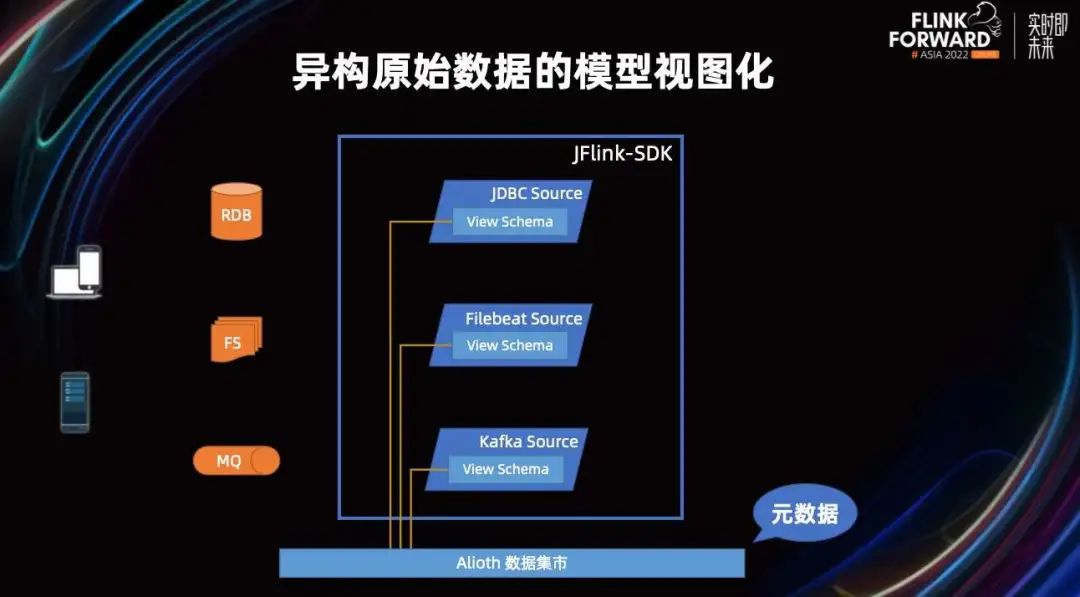 FLINK
FORWARD
# ASIA 2022 ONLINE
实时即
未来
异构原始数据的模型视图化
JFlink-SDK
JDBC Source
View Schema
RDB
Filebeat Source
View Schema
FS
Kafka Source
View Schema
MQ
元数据
Alioth 数据集市